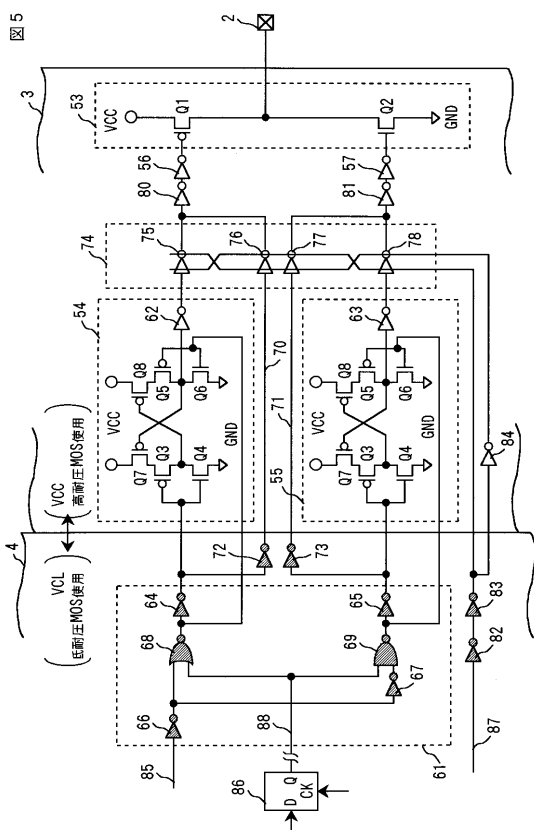 図5
4
3
VCL
低耐圧MOS使用
VCC
高耐圧MOS使用
54
74
53
VCC
2
85
66
68
64
72
Q7
Q3
Q4
VCC
GND
Q8
Q5
Q6
62
75
80
56
Q1
70
76
86
D
Q
CK
88
71
77
67
69
65
73
55
Q7
Q3
Q4
VCC
GND
Q8
Q5
Q6
63
78
81
57
Q2
GND
61
87
82
83
84